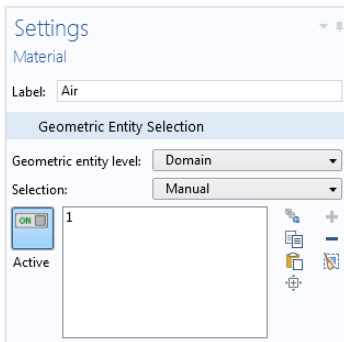 Settings
Material
Label: Air
Geometric Entity Selection
Geometric entity level: Domain
Selection: Manual
ON
1
Active